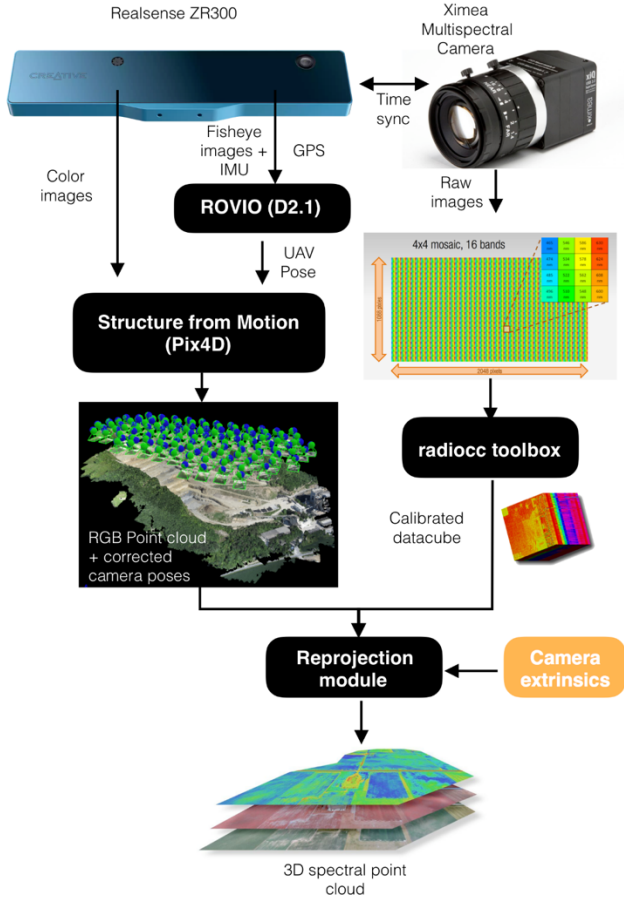 Realsense ZR300
Ximea
Multispectral
Camera
CREATIVE
Time
sync
Fisheye
images +
IMU
GPS
Color
images
Raw
images
ROVIO (D2.1)
4x4 mosaic, 16 bands
UAV
Pose
Structure from Motion
(Pix4D)
2048 pixels
radiocc toolbox
RGB Point cloud
+ corrected
camera poses
Calibrated
datacube
Reprojection
module
Camera
extrinsics
3D spectral point
cloud